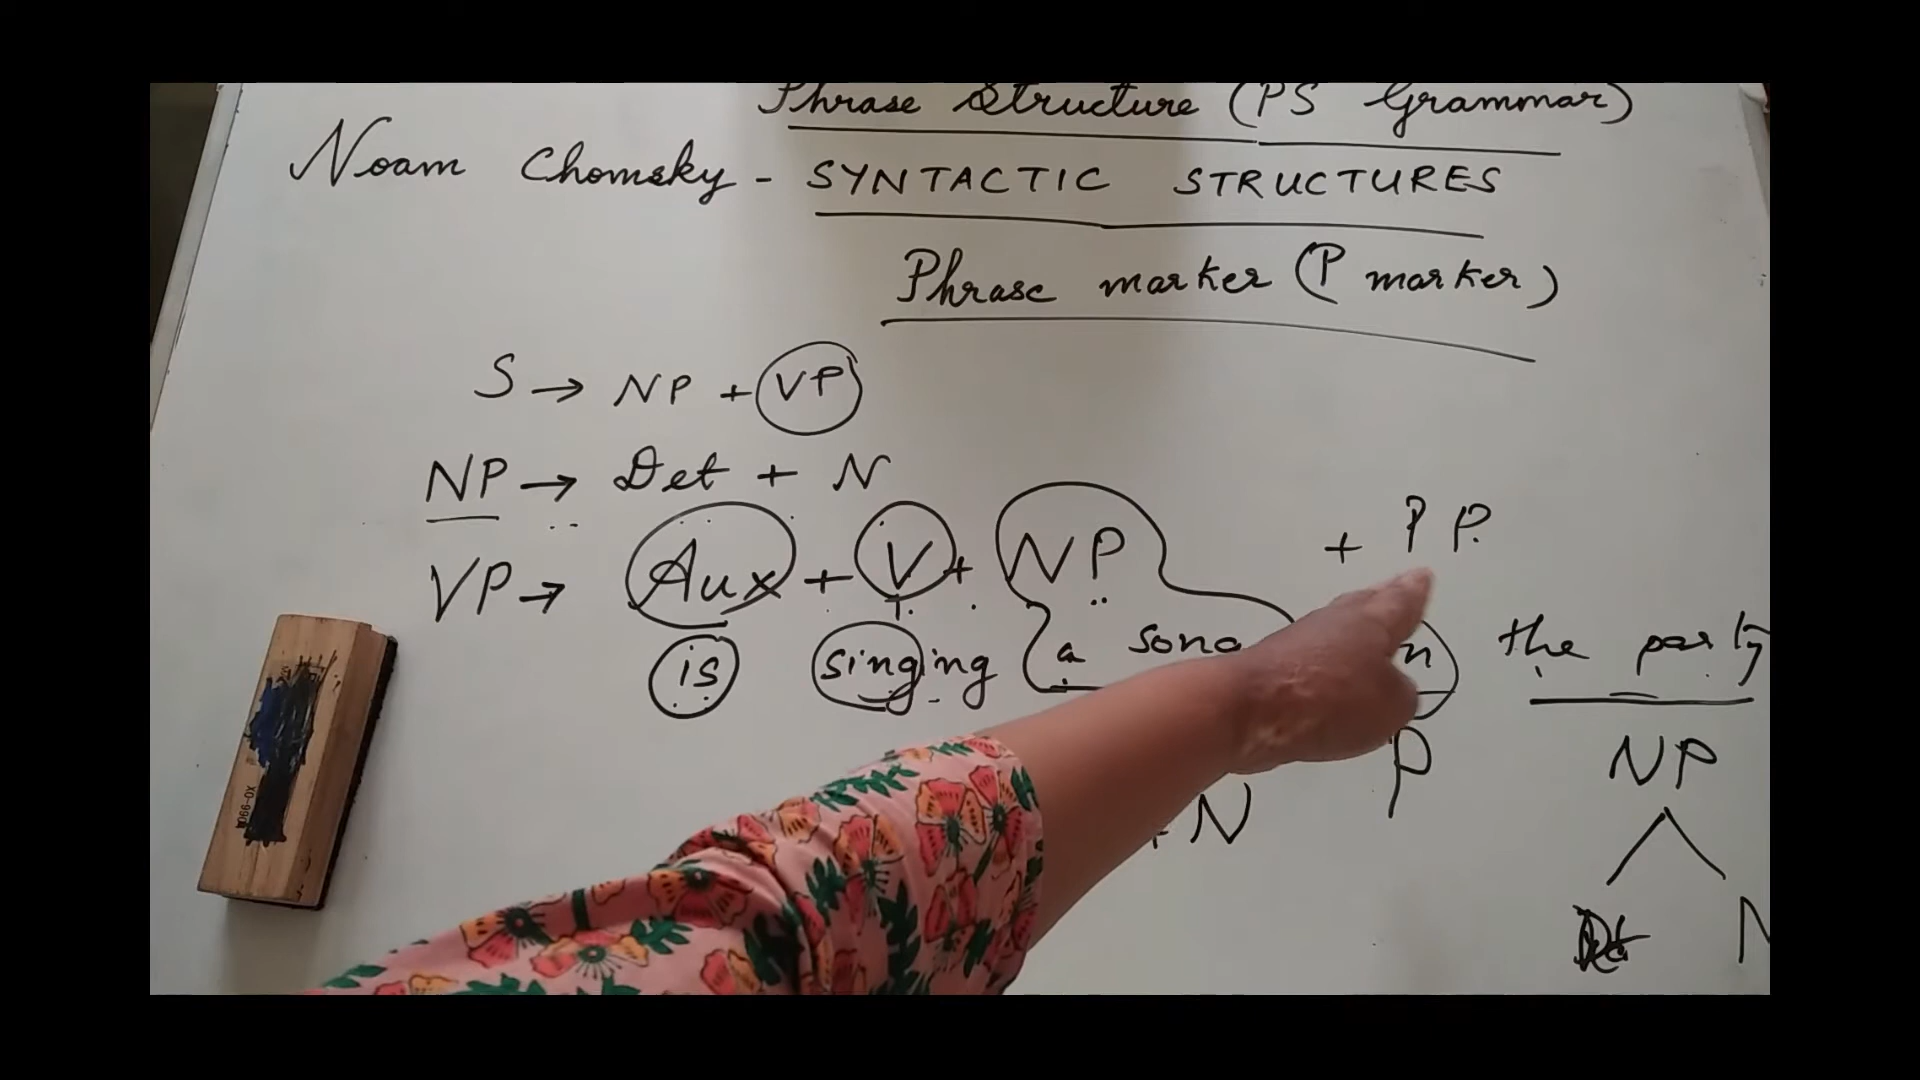 Phrase Structure (PS Grammar)
Noam Chomsky - SYNTACTIC STRUCTURES
Phrase marker (P marker)
S → NP + VP
NP → Det + N
VP → Aux + V + NP + PP
is singing a song the party
P NP
+ N
Det N